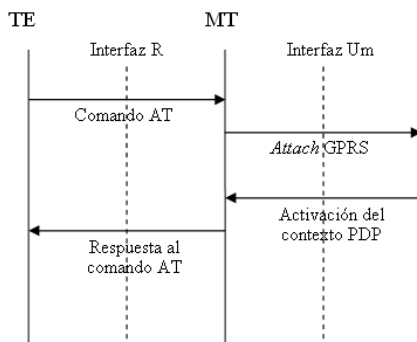 TE
MT
Interfaz R
Interfaz Um
Comando AT
Attach GPRS
Activación del
contexto PDP
Respuesta al
comando AT